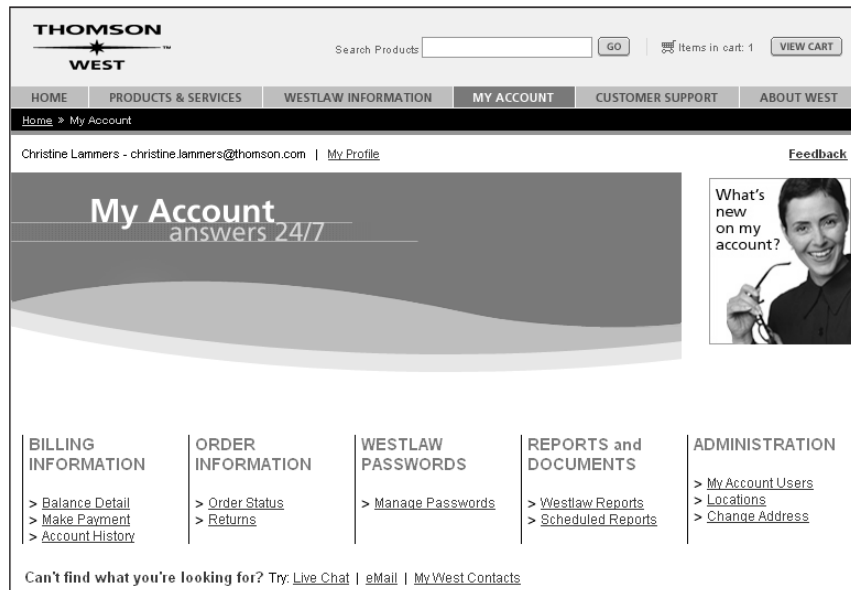 THOMSON
WEST
Search Products GO Items in cart: 1 VIEW CART
HOME PRODUCTS & SERVICES WESTLAW INFORMATION MY ACCOUNT CUSTOMER SUPPORT ABOUT WEST
Home » My Account
Christine Lammers - christine.lammers@thomson.com | My Profile Feedback
My Account
answers 24/7
What's
new
on my
account?
BILLING
INFORMATION
> Balance Detail
> Make Payment
> Account History
ORDER
INFORMATION
> Order Status
> Returns
WESTLAW
PASSWORDS
> Manage Passwords
REPORTS and
DOCUMENTS
> Westlaw Reports
> Scheduled Reports
ADMINISTRATION
> My Account Users
> Locations
> Change Address
Can't find what you're looking for? Try: Live Chat | eMail | My West Contacts